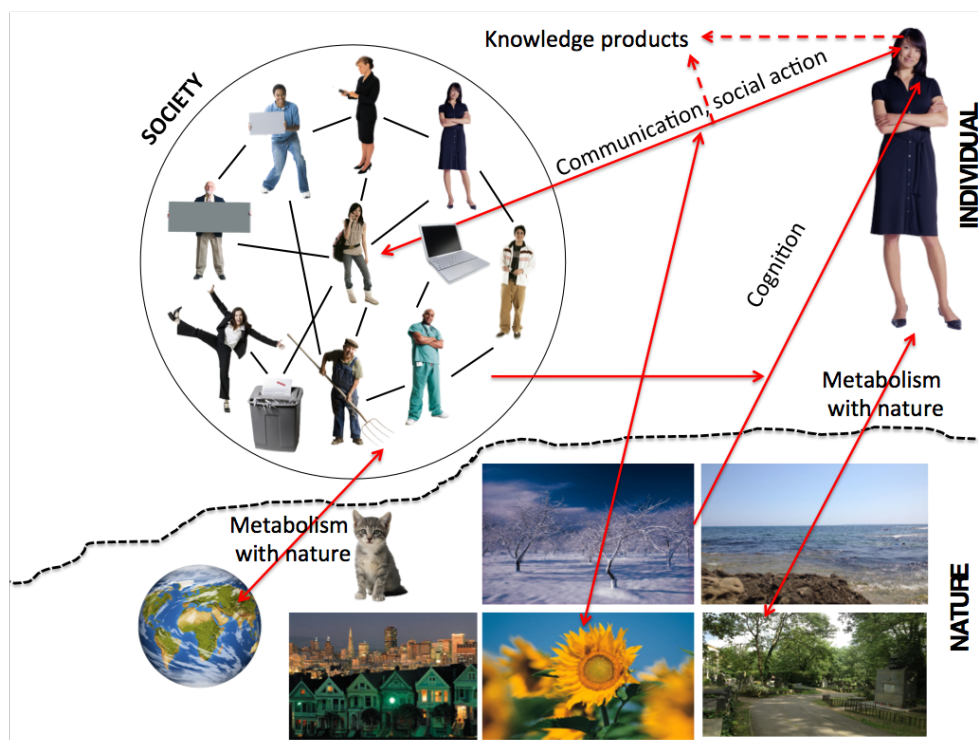 Knowledge products
SOCIETY
Communication, social action
INDIVIDUAL
Cognition
Metabolism
with nature
Metabolism
with nature
NATURE